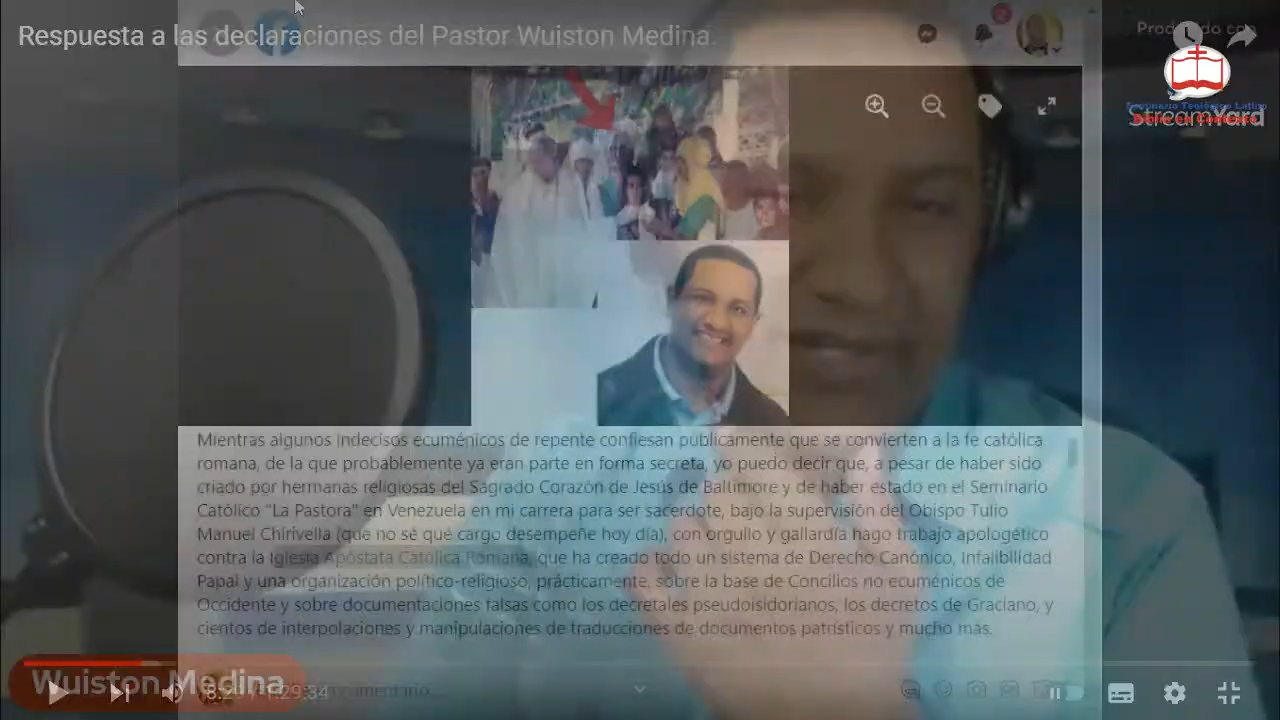 Respuesta a las declaraciones del Pastor Wuiston Medina.
2
StreamYard
Mientras algunos indecisos ecuménicos de repente confiesan públicamente que se convierten a la fe católica
romana, de la que probablemente ya eran parte en forma secreta, yo puedo decir que, a pesar de haber sido
criado por hermanas religiosas del Sagrado Corazón de Jesús de Baltimore y de haber estado en el Seminario
Católico "La Pastora" en Venezuela en mi carrera para ser sacerdote, bajo la supervisión del Obispo Tulio
Manuel Chirivella (que no sé qué cargo desempeñe hoy día), con orgullo y gallardía hago trabajo apologético
contra la Iglesia Apóstata Católica Romana, que ha creado todo un sistema de Derecho Canónico, Infalibilidad
Papal y una organización político-religioso, prácticamente, sobre la base de Concilios no ecuménicos de
Occidente y sobre documentaciones falsas como los decretales pseudoisidorianos, los decretos de Graciano, y
cientos de interpolaciones y manipulaciones de traducciones de documentos patrísticos y mucho más.
Wuiston Medina